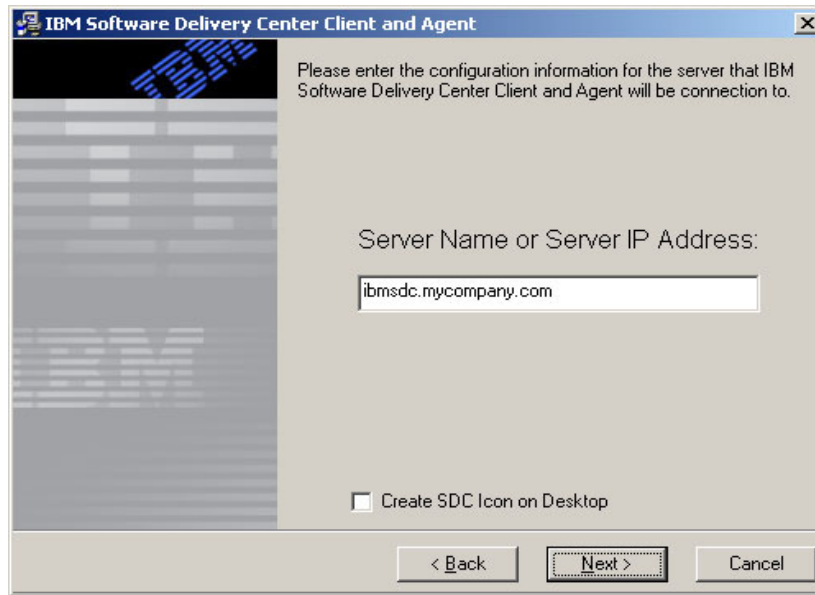 IBM Software Delivery Center Client and Agent
IBM
Please enter the configuration information for the server that IBM
Software Delivery Center Client and Agent will be connection to.
Server Name or Server IP Address:
ibmsdc.mycompany.com
IBM
Create SDC Icon on Desktop
< Back
Next >
Cancel